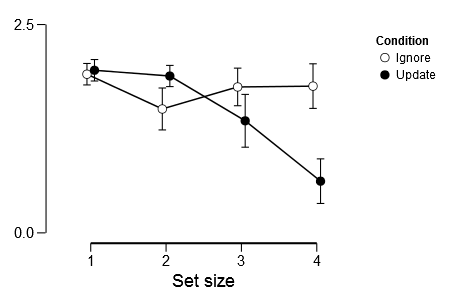 2.5
Condition
Ignore
Update
0.0
1 2 3 4
Set size